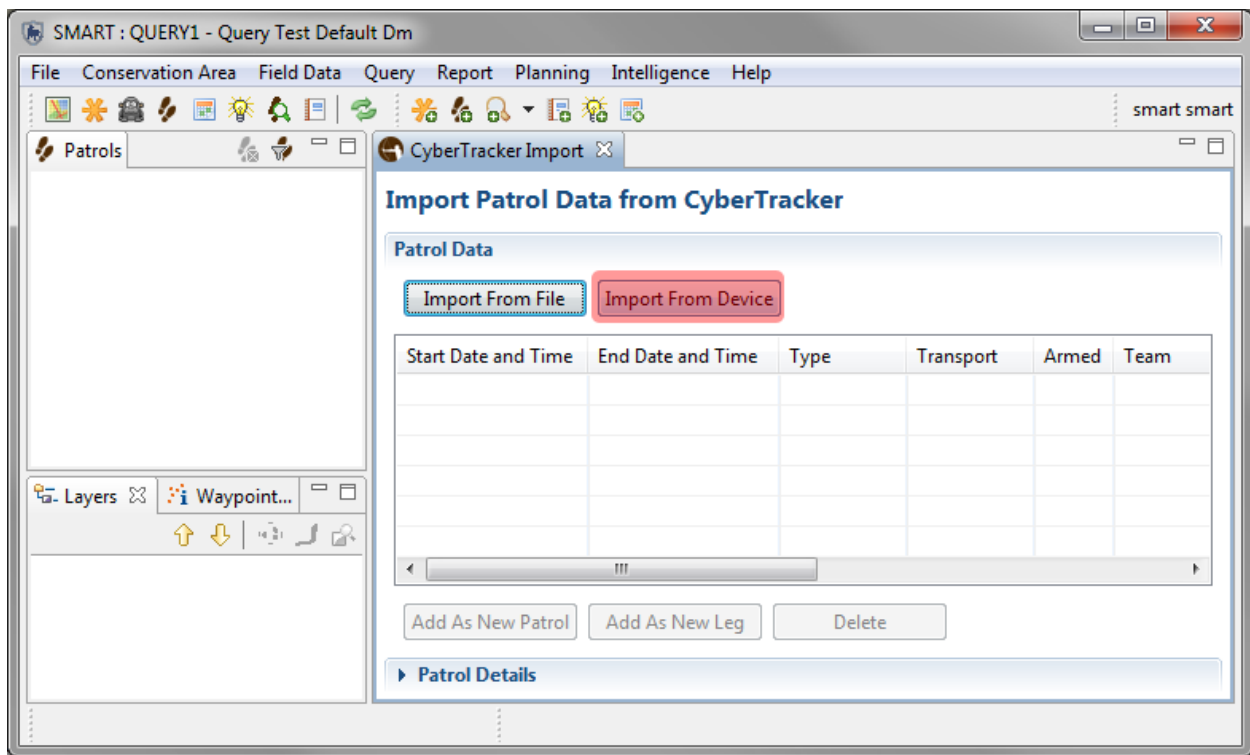 SMART : QUERY1 - Query Test Default Dm
File Conservation Area Field Data Query Report Planning Intelligence Help
smart smart
Patrols
CyberTracker Import
Import Patrol Data from CyberTracker
Patrol Data
Import From File Import From Device
Start Date and Time End Date and Time Type Transport Armed Team
Layers Waypoint...
Add As New Patrol Add As New Leg Delete
Patrol Details